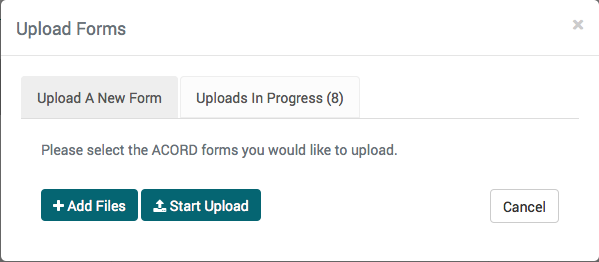 Upload Forms
×
Upload A New Form
Uploads In Progress (8)
Please select the ACORD forms you would like to upload.
+ Add Files
Start Upload
Cancel